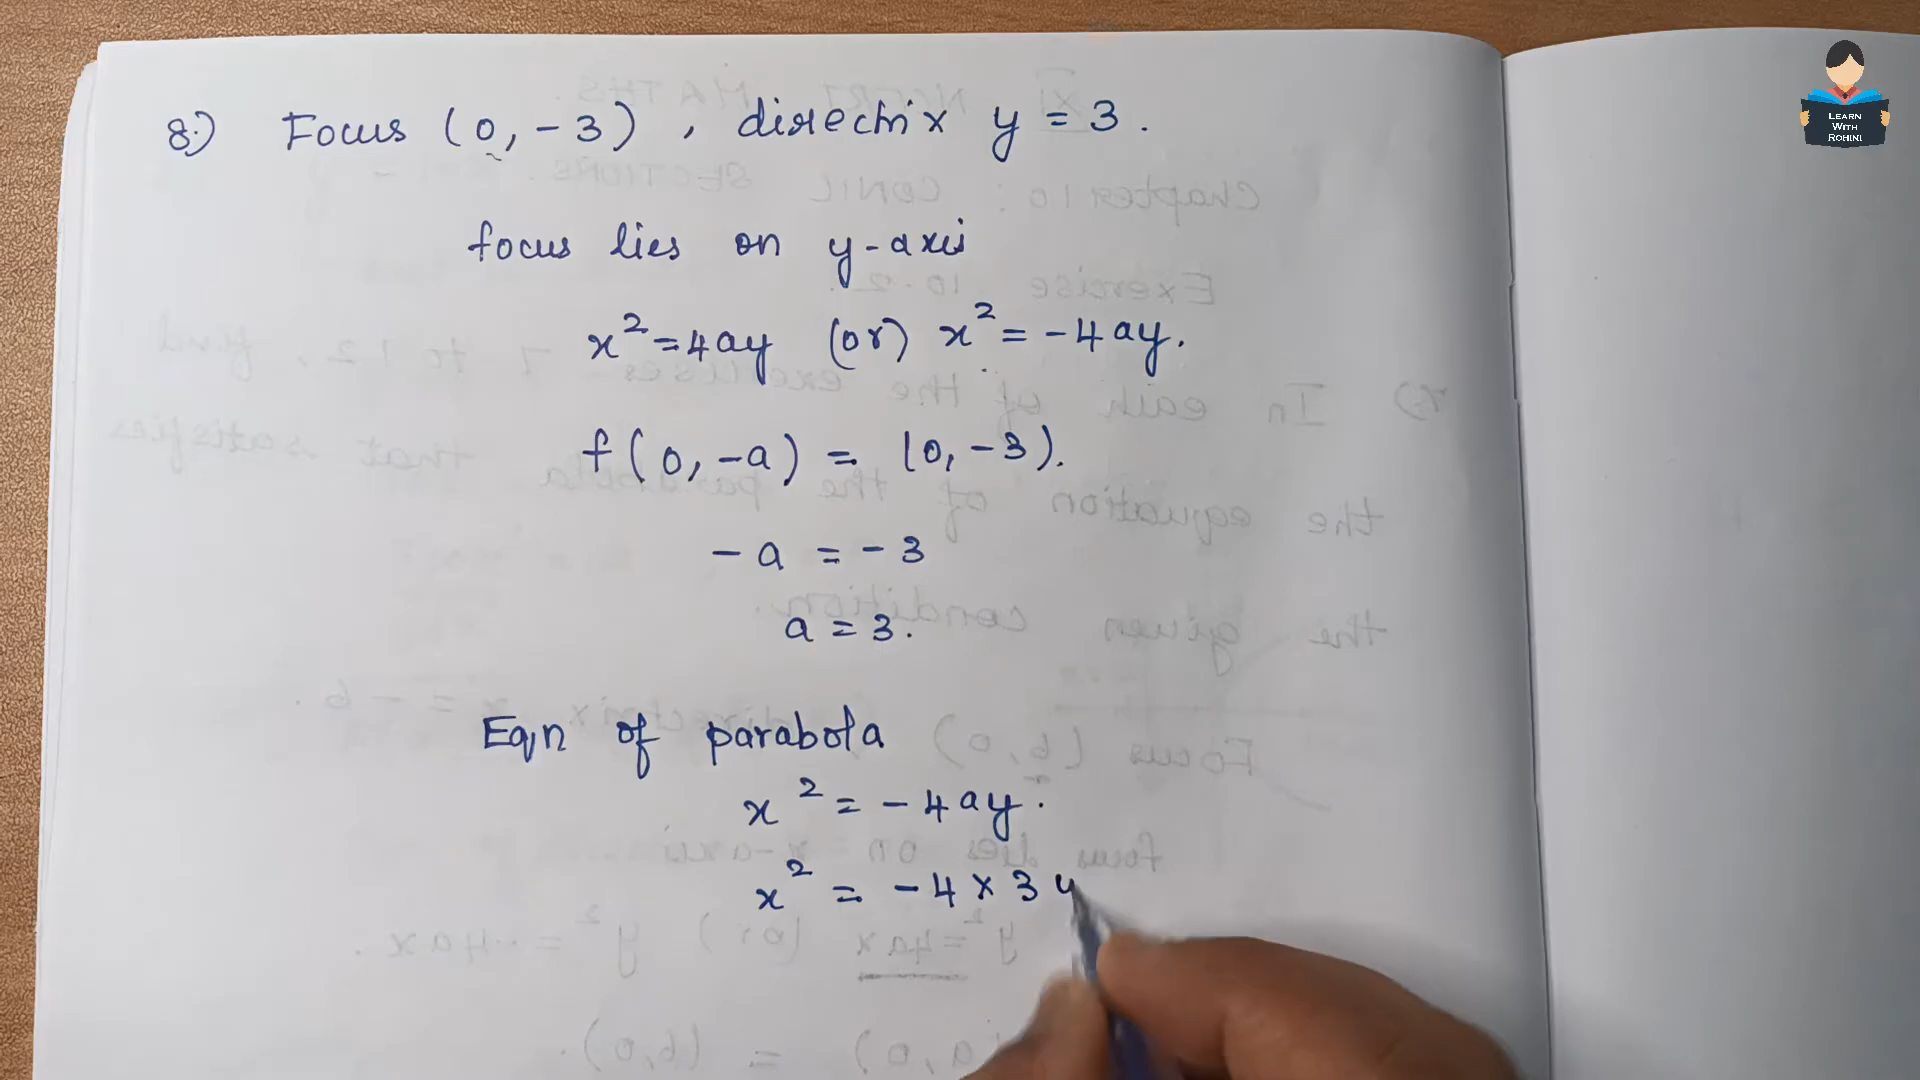 8.) Focus (0, -3) , directrix y = 3 .
LEARN
WITH
ROHINI
focus lies on y-axis
x² = 4ay (or) x² = -4ay.
f(0, -a) = (0, -3).
-a = -3
a = 3.
Eqn of parabola
x² = -4ay.
x² = -4 × 3 y